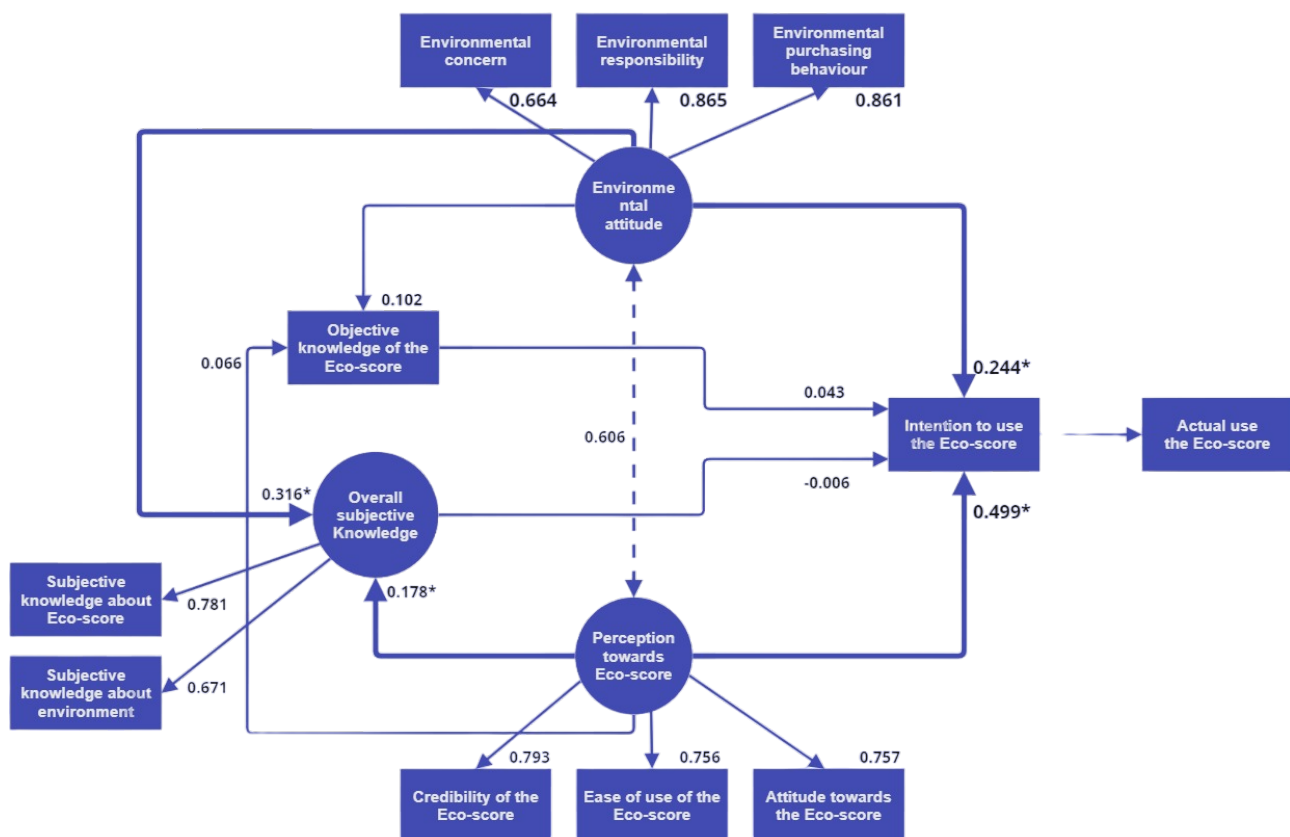 Environmental
concern
Environmental
responsibility
Environmental
purchasing
behaviour
0.664
0.865
0.861
Environme
ntal
attitude
0.102
Objective
knowledge of the
Eco-score
0.066
0.043
0.244*
Intention to use
the Eco-score
Actual use
the Eco-score
0.606
-0.006
0.499*
0.316*
Overall
subjective
Knowledge
0.178*
Subjective
knowledge about
Eco-score
0.781
Subjective
knowledge about
environment
0.671
Perception
towards
Eco-score
0.793
0.756
0.757
Credibility of the
Eco-score
Ease of use of the
Eco-score
Attitude towards
the Eco-score